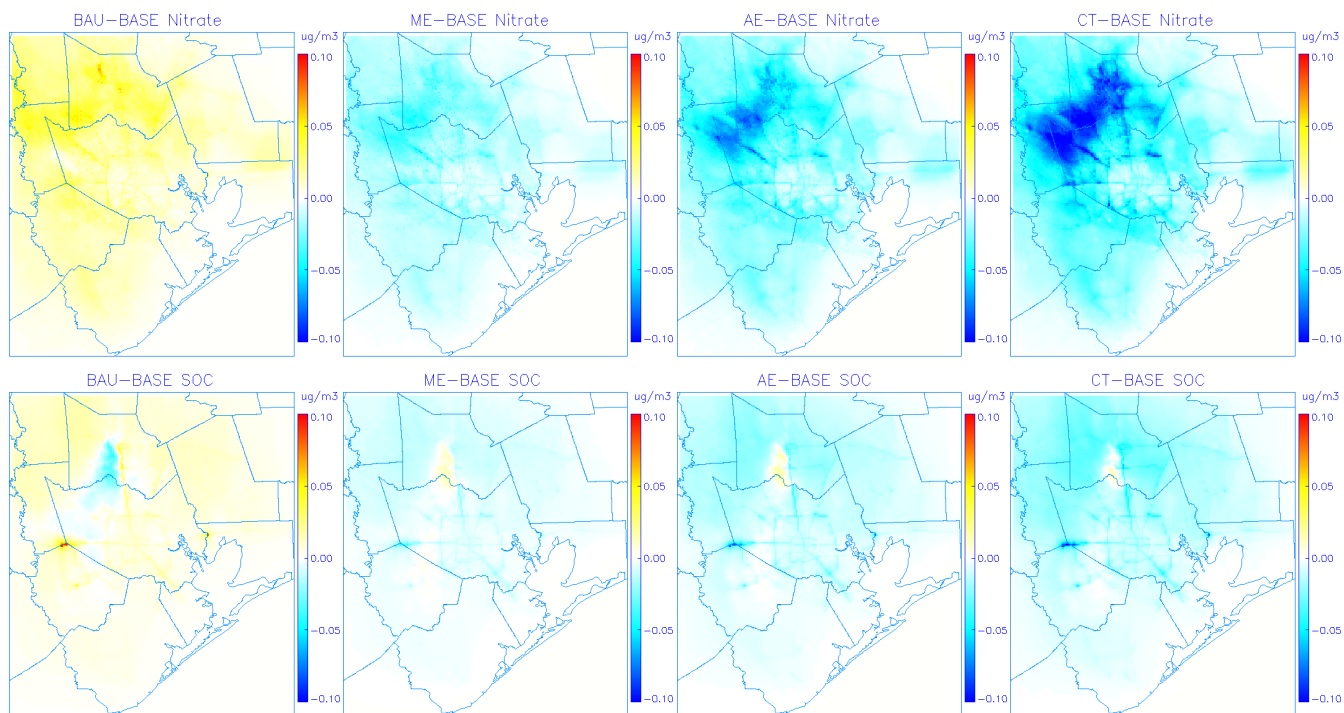 BAU-BASE Nitrate
ug/m3
0.10
0.05
0.00
-0.05
-0.10
ME-BASE Nitrate
ug/m3
0.10
0.05
0.00
-0.05
-0.10
AE-BASE Nitrate
ug/m3
0.10
0.05
0.00
-0.05
-0.10
CT-BASE Nitrate
ug/m3
0.10
0.05
0.00
-0.05
-0.10
BAU-BASE SOC
ug/m3
0.10
0.05
0.00
-0.05
-0.10
ME-BASE SOC
ug/m3
0.10
0.05
0.00
-0.05
-0.10
AE-BASE SOC
ug/m3
0.10
0.05
0.00
-0.05
-0.10
CT-BASE SOC
ug/m3
0.10
0.05
0.00
-0.05
-0.10